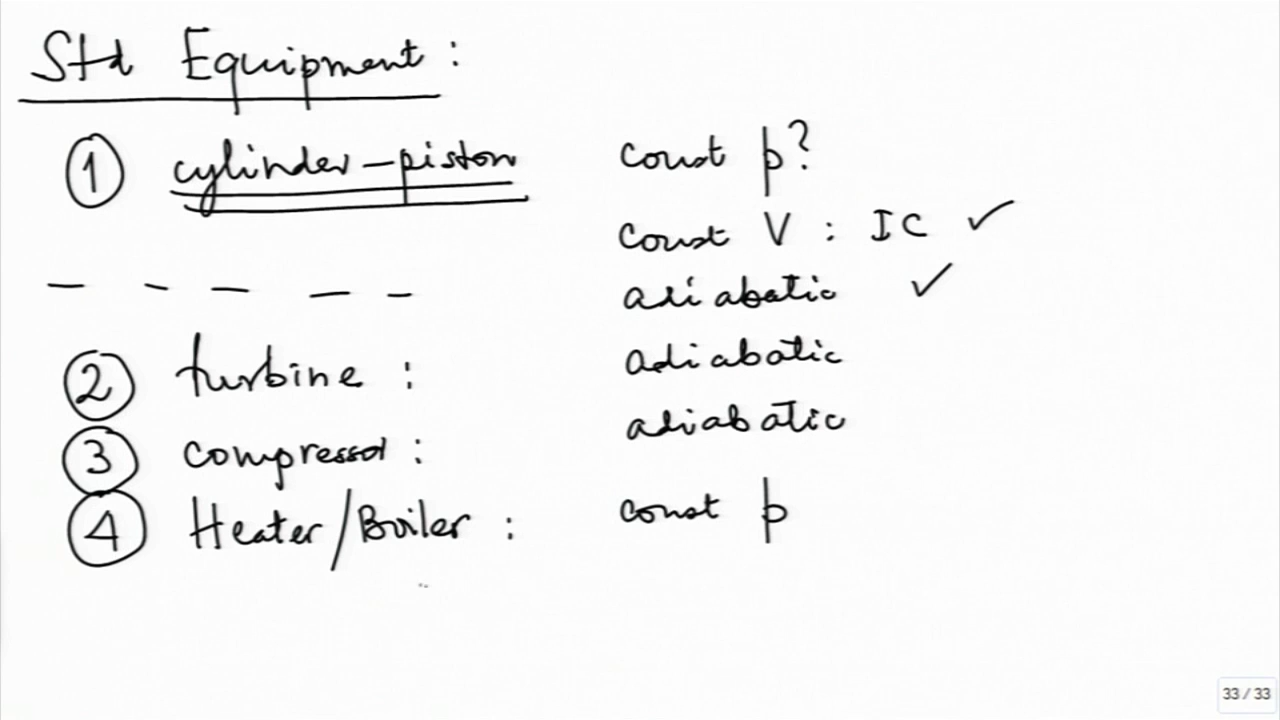 Std Equipment :
① cylinder-piston const p?
const V : IC ✓
adiabatic ✓
② turbine : adiabatic
③ compressor : adiabatic
④ Heater/Boiler : const p
33 / 33